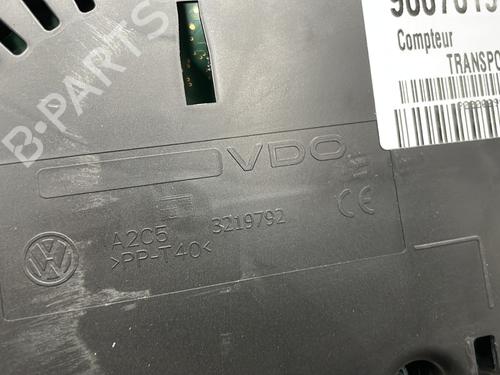 Compteur
TRANSPO
VDO
A2C5 3219792
>PP-T40<
CE
B-PARTS